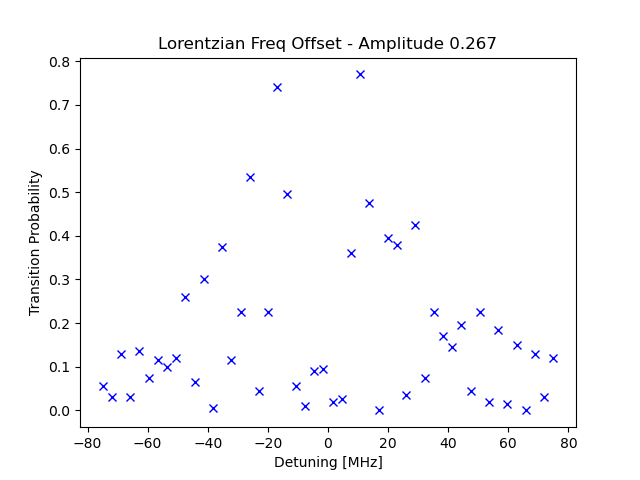 Lorentzian Freq Offset - Amplitude 0.267
Transition Probability
0.8
0.7
0.6
0.5
0.4
0.3
0.2
0.1
0.0
−80 −60 −40 −20 0 20 40 60 80
Detuning [MHz]